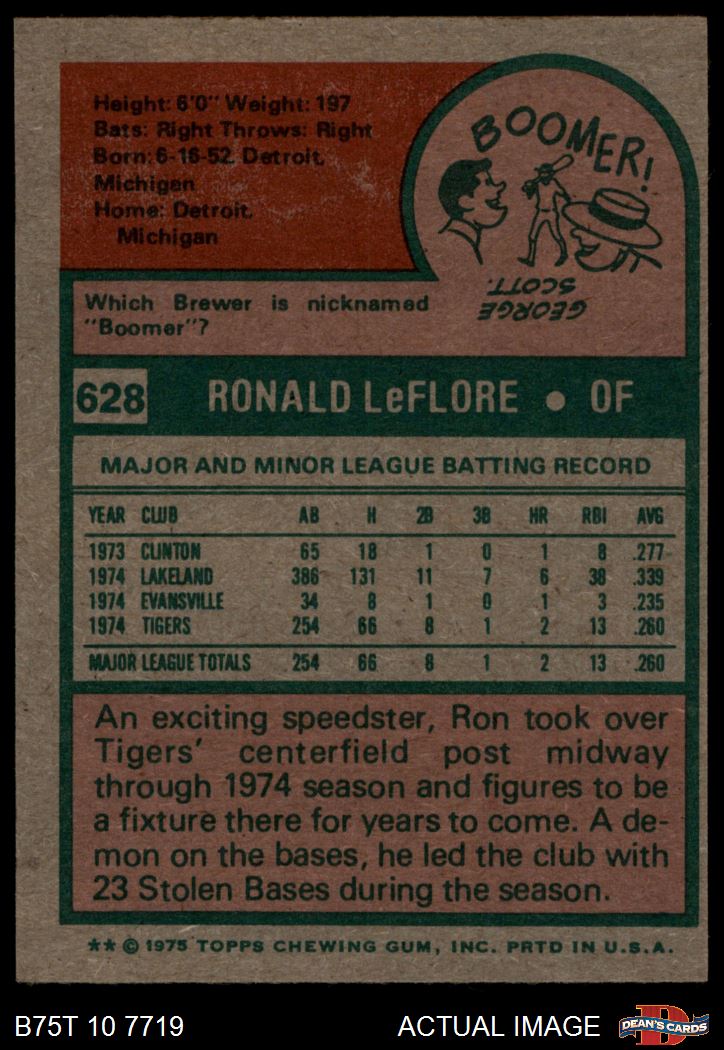 Height: 6'0" Weight: 197
Bats: Right Throws: Right
Born: 6-16-52. Detroit,
Michigan
Home: Detroit,
Michigan
BOOMER!
GEORGE
SCOTT.
Which Brewer is nicknamed
"Boomer"?
628 RONALD LeFLORE • OF
MAJOR AND MINOR LEAGUE BATTING RECORD
YEAR CLUB AB H 2B 3B HR RBI AVG
1973 CLINTON 65 18 1 0 1 8 .277
1974 LAKELAND 386 131 11 7 6 38 .339
1974 EVANSVILLE 34 8 1 0 1 3 .235
1974 TIGERS 254 66 8 1 2 13 .260
MAJOR LEAGUE TOTALS 254 66 8 1 2 13 .260
An exciting speedster, Ron took over
Tigers' centerfield post midway
through 1974 season and figures to be
a fixture there for years to come. A de-
mon on the bases, he led the club with
23 Stolen Bases during the season.
** © 1975 TOPPS CHEWING GUM, INC. PRTD IN U.S.A.
B75T 10 7719 ACTUAL IMAGE DEAN'S CARDS